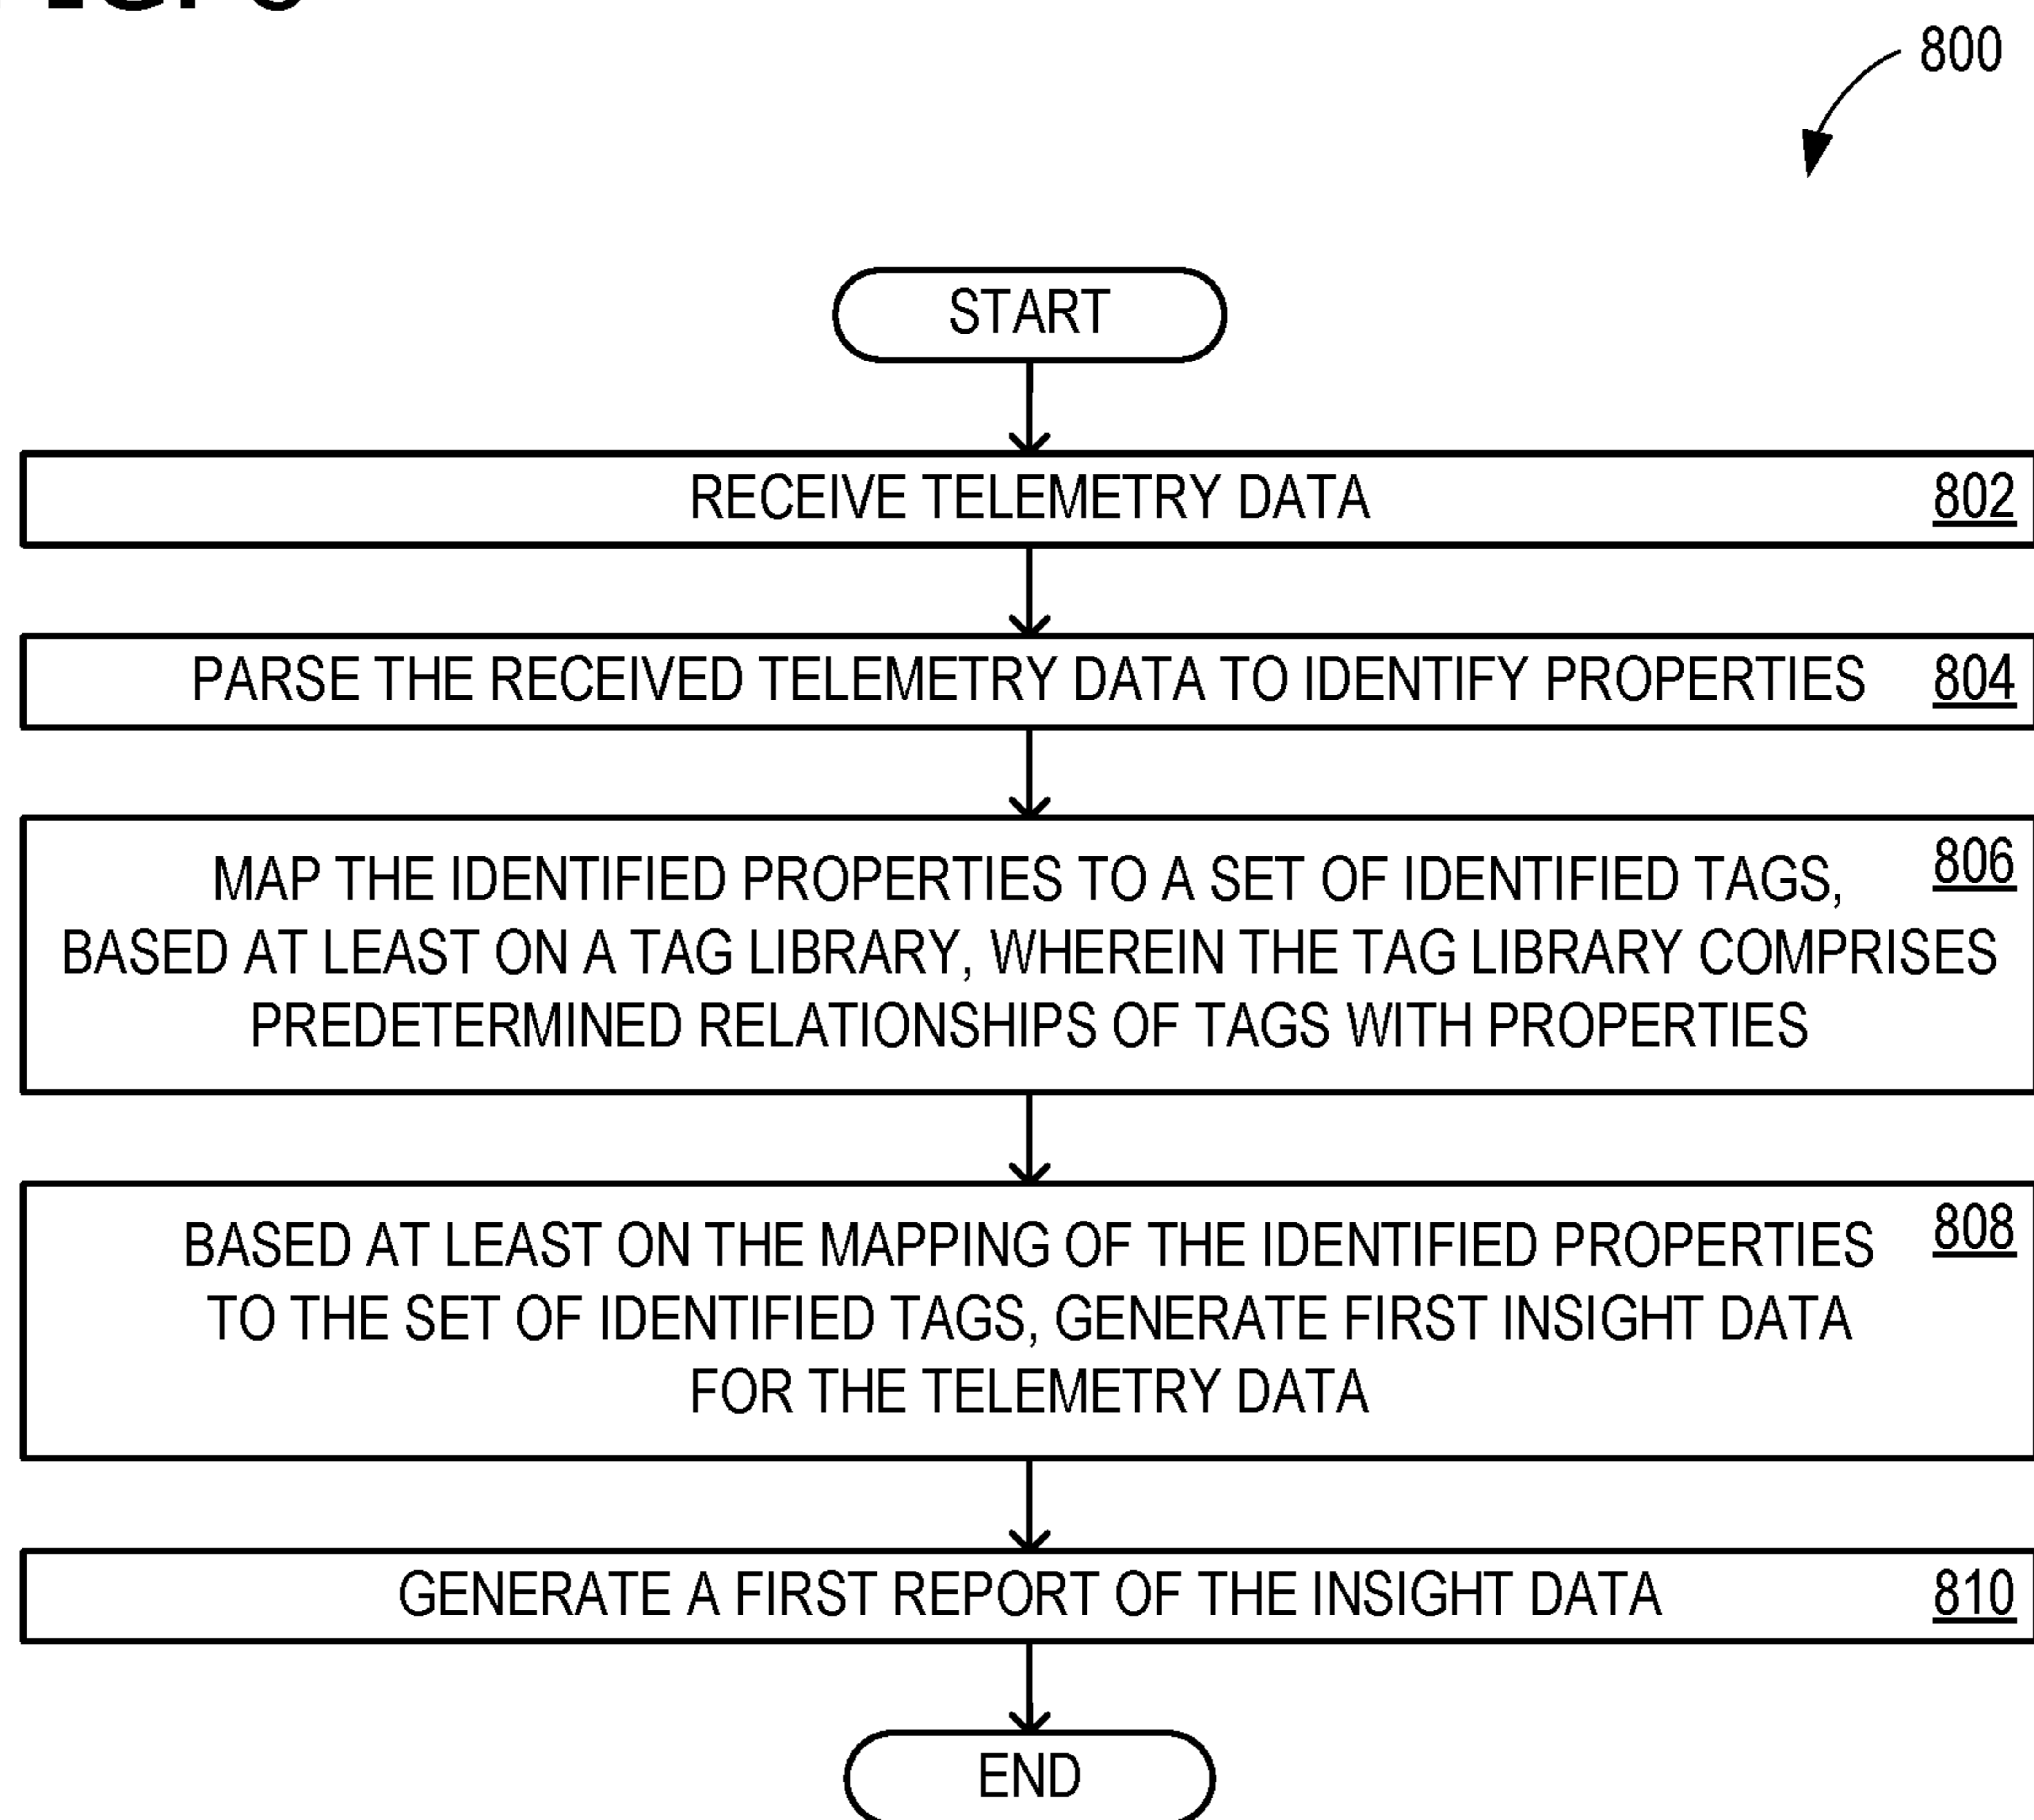 800
START
RECEIVE TELEMETRY DATA 802
PARSE THE RECEIVED TELEMETRY DATA TO IDENTIFY PROPERTIES 804
MAP THE IDENTIFIED PROPERTIES TO A SET OF IDENTIFIED TAGS, 806
BASED AT LEAST ON A TAG LIBRARY, WHEREIN THE TAG LIBRARY COMPRISES
PREDETERMINED RELATIONSHIPS OF TAGS WITH PROPERTIES
BASED AT LEAST ON THE MAPPING OF THE IDENTIFIED PROPERTIES 808
TO THE SET OF IDENTIFIED TAGS, GENERATE FIRST INSIGHT DATA
FOR THE TELEMETRY DATA
GENERATE A FIRST REPORT OF THE INSIGHT DATA 810
END